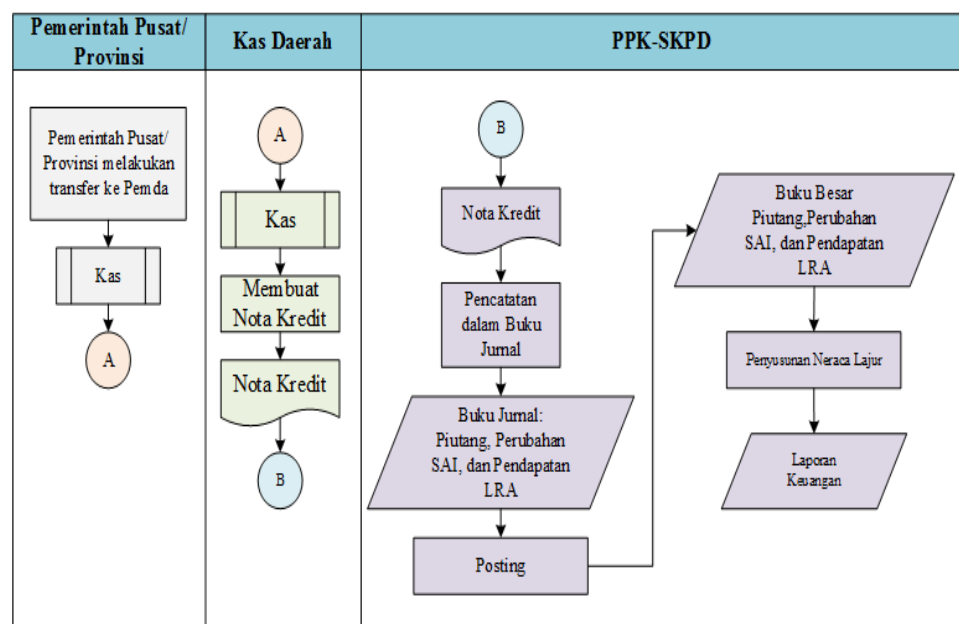 Pemerintah Pusat/
Provinsi
Kas Daerah
PPK-SKPD
Pemerintah Pusat/
Provinsi melakukan
transfer ke Pemda
Kas
A
A
Kas
Membuat
Nota Kredit
Nota Kredit
B
B
Nota Kredit
Pencatatan
dalam Buku
Jurnal
Buku Jurnal:
Piutang, Perubahan
SAI, dan Pendapatan
LRA
Posting
Buku Besar
Piutang,Perubahan
SAI, dan Pendapatan
LRA
Penyusunan Neraca Lajur
Laporan
Keuangan